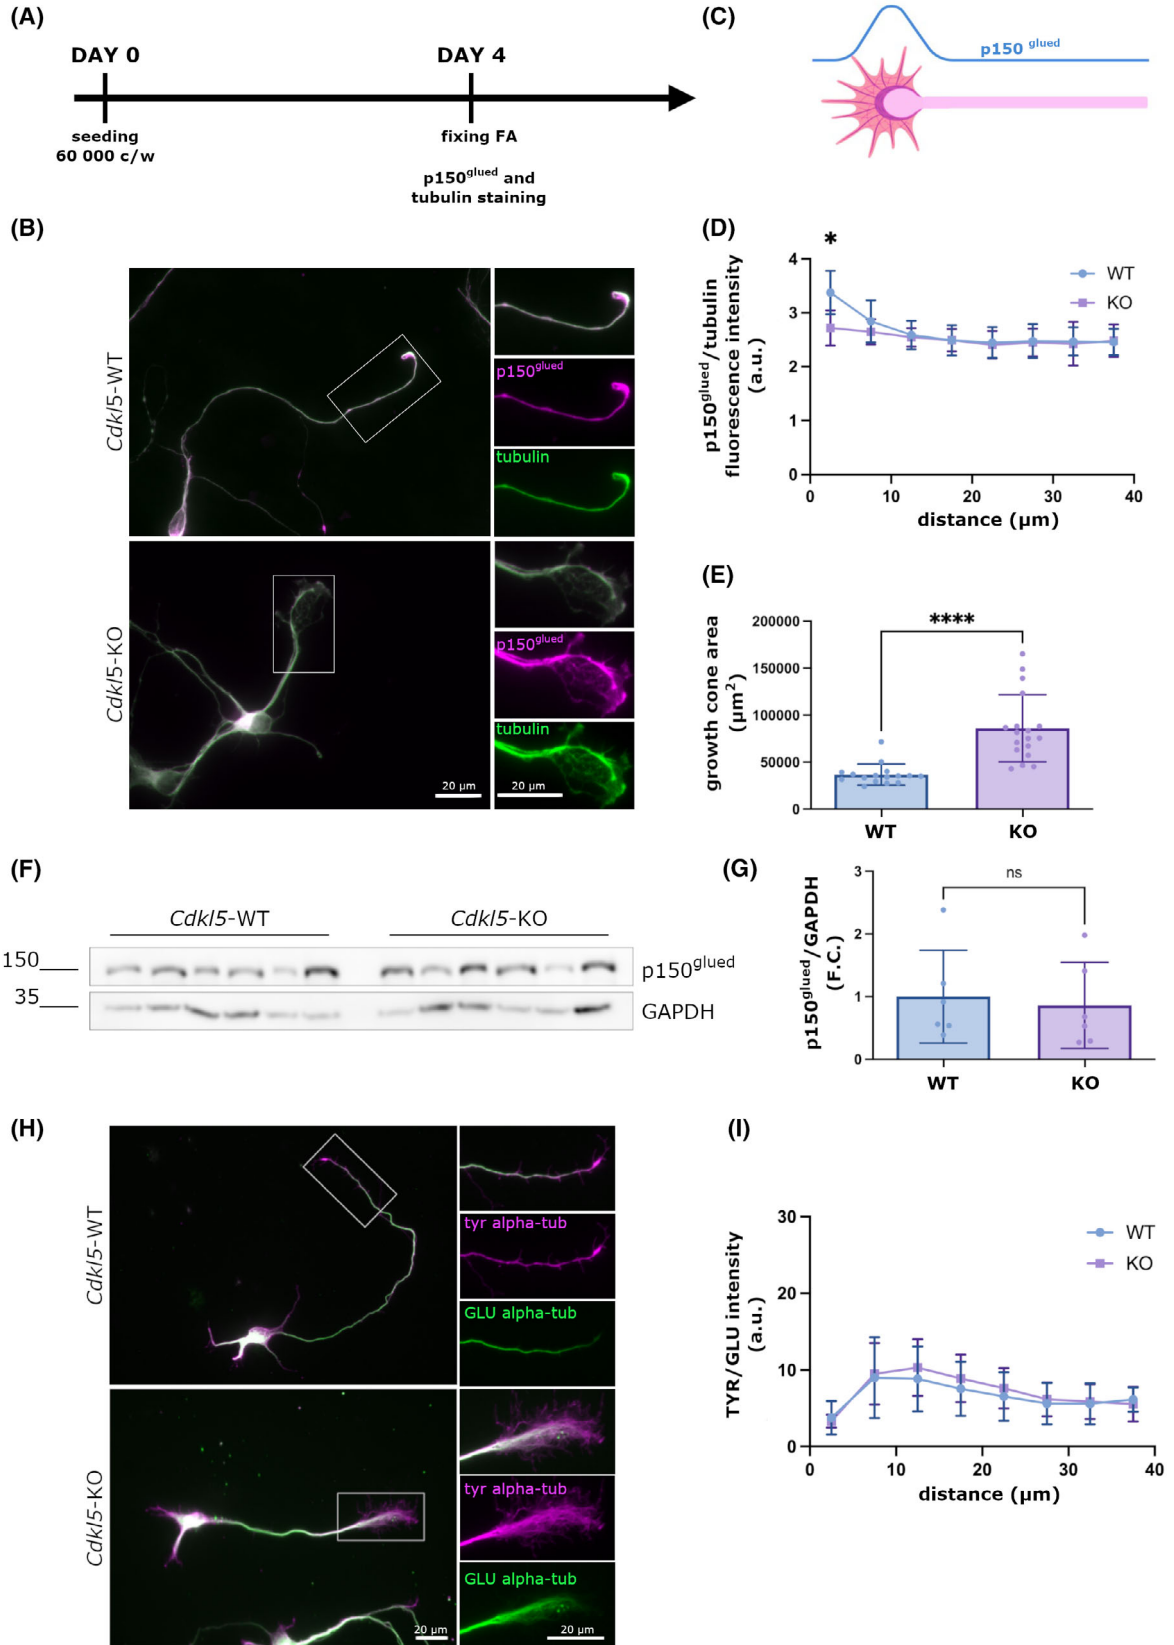 (A)
DAY 0
DAY 4
seeding
60 000 c/w
fixing FA
p150glued and
tubulin staining
(C)
p150 glued
(B)
Cdkl5-WT
p150glued
tubulin
Cdkl5-KO
p150glued
tubulin
20 µm
20 µm
(D)
*
p150glued/tubulin
fluorescence intensity
(a.u.)
4
3
2
1
0
WT
KO
0
10
20
30
40
distance (µm)
(E)
growth cone area
(µm2)
200000
150000
100000
50000
0
****
WT
KO
(F)
Cdkl5-WT
Cdkl5-KO
150
p150glued
35
GAPDH
(G)
p150glued/GAPDH
(F.C.)
3
2
1
0
ns
WT
KO
(H)
Cdkl5-WT
tyr alpha-tub
GLU alpha-tub
Cdkl5-KO
tyr alpha-tub
GLU alpha-tub
20 µm
20 µm
(I)
TYR/GLU intensity
(a.u.)
30
20
10
0
WT
KO
0
10
20
30
40
distance (µm)